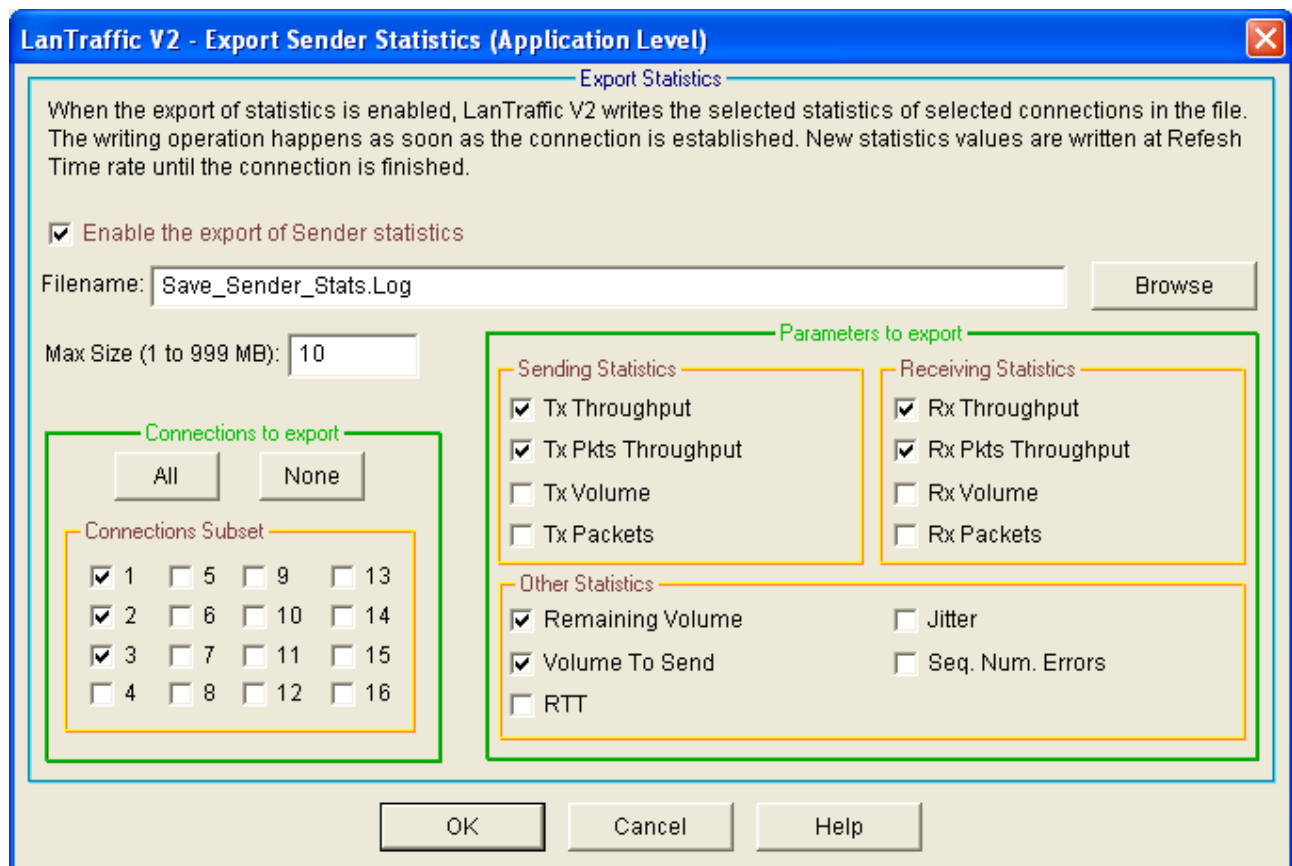 LanTraffic V2 - Export Sender Statistics (Application Level)
Export Statistics
When the export of statistics is enabled, LanTraffic V2 writes the selected statistics of selected connections in the file.
The writing operation happens as soon as the connection is established. New statistics values are written at Refesh
Time rate until the connection is finished.
Enable the export of Sender statistics
Filename: Save_Sender_Stats.Log Browse
Max Size (1 to 999 MB): 10
Connections to export
All None
Connections Subset
1 5 9 13
2 6 10 14
3 7 11 15
4 8 12 16
Parameters to export
Sending Statistics
Tx Throughput
Tx Pkts Throughput
Tx Volume
Tx Packets
Receiving Statistics
Rx Throughput
Rx Pkts Throughput
Rx Volume
Rx Packets
Other Statistics
Remaining Volume Jitter
Volume To Send Seq. Num. Errors
RTT
OK Cancel Help